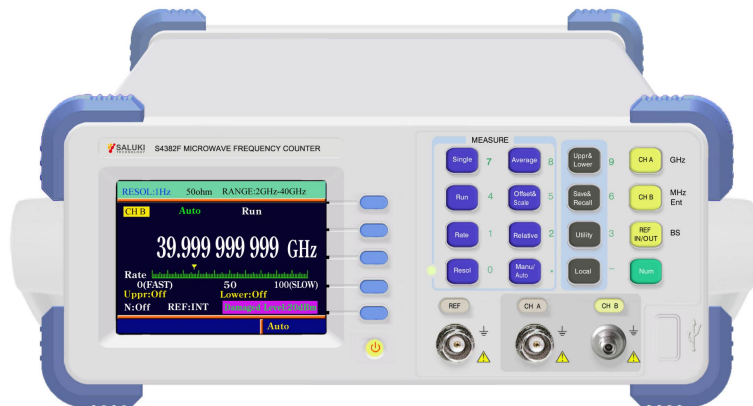 SALUKI
TECHNOLOGY
S4382F MICROWAVE FREQUENCY COUNTER
RESOL:1Hz 50ohm RANGE:2GHz-40GHz
CH B Auto Run
39.999 999 999 GHz
Rate
0(FAST) 50 100(SLOW)
Uppr:Off Lower:Off
N:Off REF:INT Damaged Level:20dBm
Auto
MEASURE
Single 7 Average 8 Uppr& Lower 9 CH A GHz
Run 4 Offset& Scale 5 Save& Recall 6 CH B MHz Ent
Rate 1 Relative 2 Utility 3 REF IN/OUT BS
Resol 0 Manu/ Auto . Local – Num
REF CH A CH B